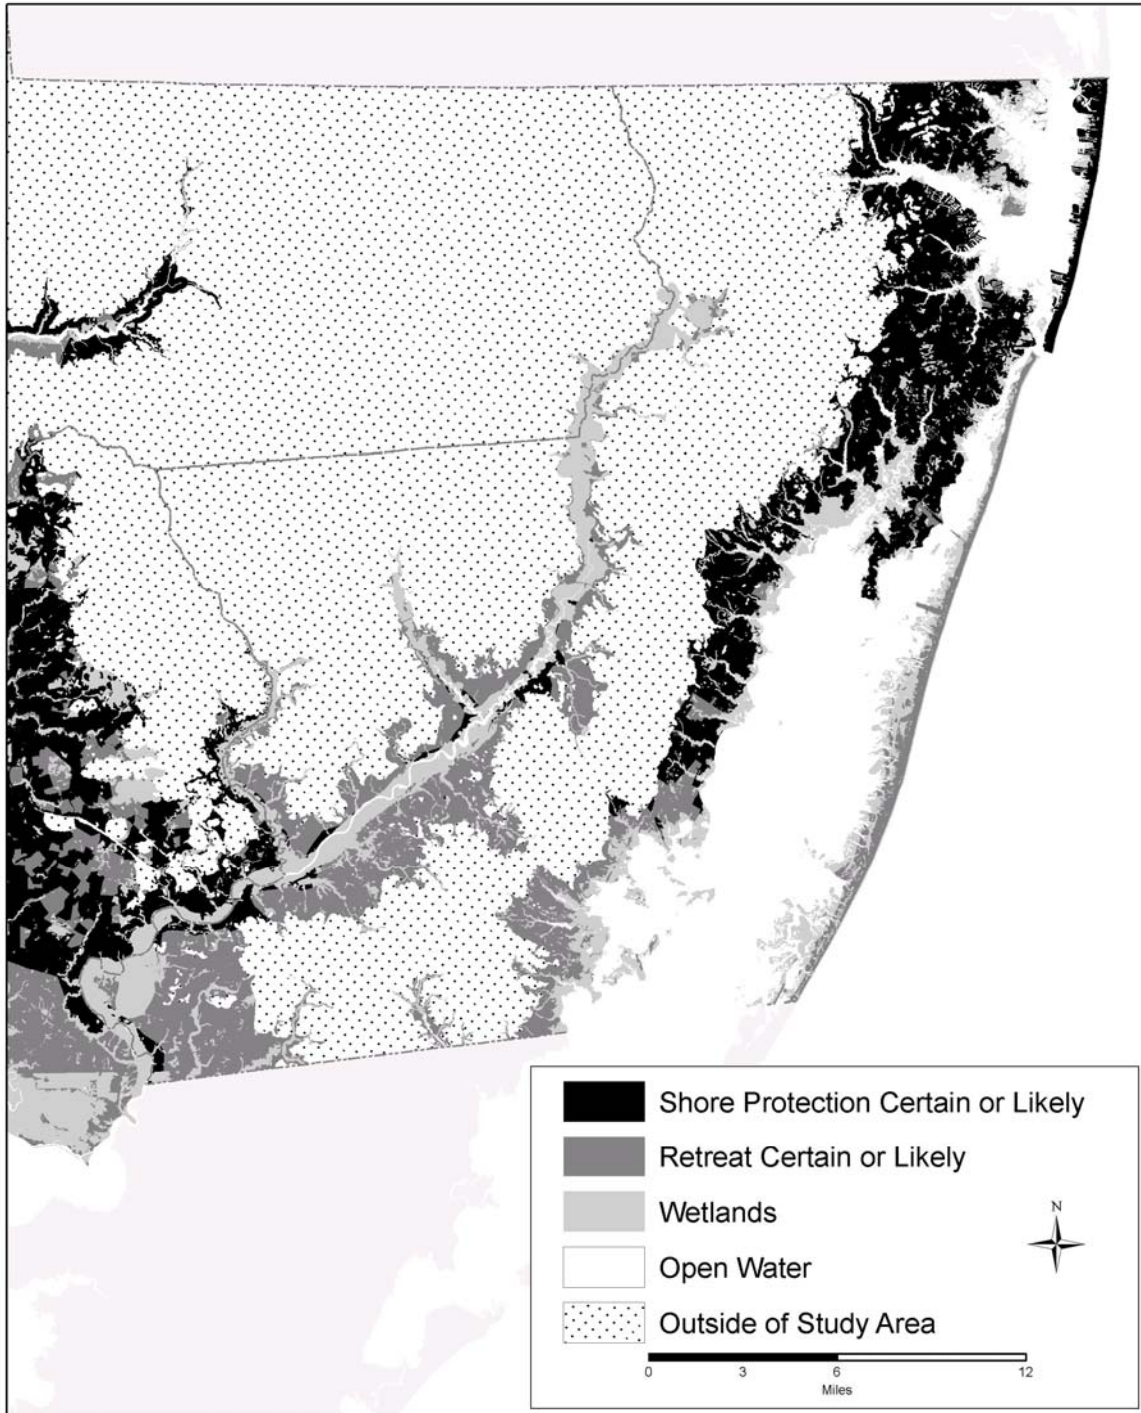 Shore Protection Certain or Likely
Retreat Certain or Likely
Wetlands
N
Open Water
Outside of Study Area
0 3 6 12
Miles